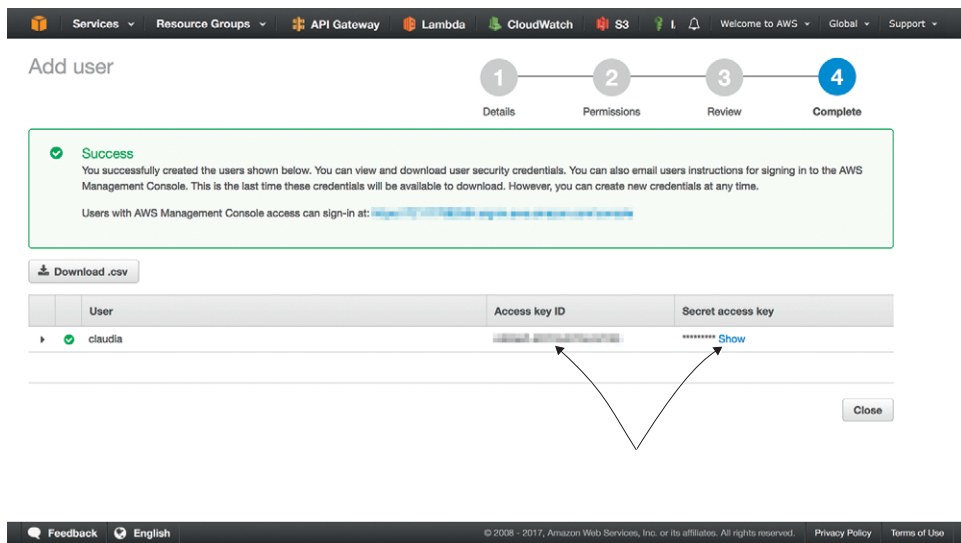 Services Resource Groups API Gateway Lambda CloudWatch S3 I. Welcome to AWS Global Support
Add user
1 2 3 4
Details Permissions Review Complete
Success
You successfully created the users shown below. You can view and download user security credentials. You can also email users instructions for signing in to the AWS
Management Console. This is the last time these credentials will be available to download. However, you can create new credentials at any time.
Users with AWS Management Console access can sign-in at:
Download .csv
User Access key ID Secret access key
claudia ********* Show
Close
Feedback English © 2008 - 2017, Amazon Web Services, Inc. or its affiliates. All rights reserved. Privacy Policy Terms of Use